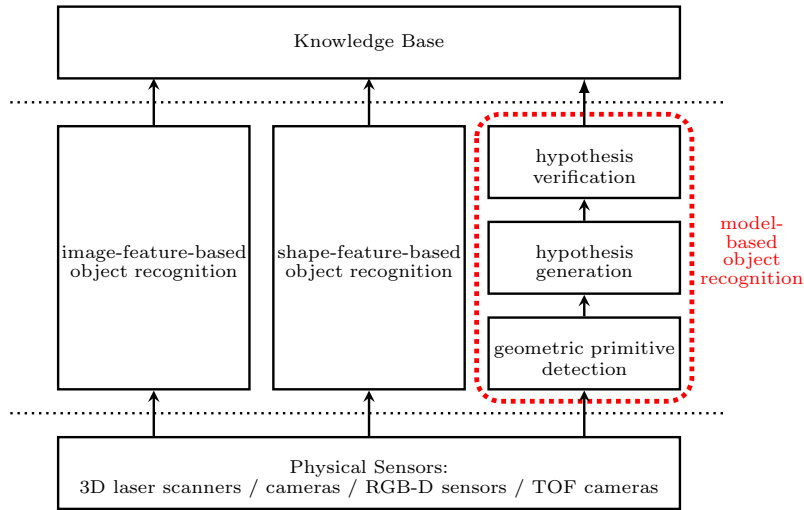 Knowledge Base
image-feature-based
object recognition
shape-feature-based
object recognition
hypothesis
verification
hypothesis
generation
geometric primitive
detection
model-
based
object
recognition
Physical Sensors:
3D laser scanners / cameras / RGB-D sensors / TOF cameras